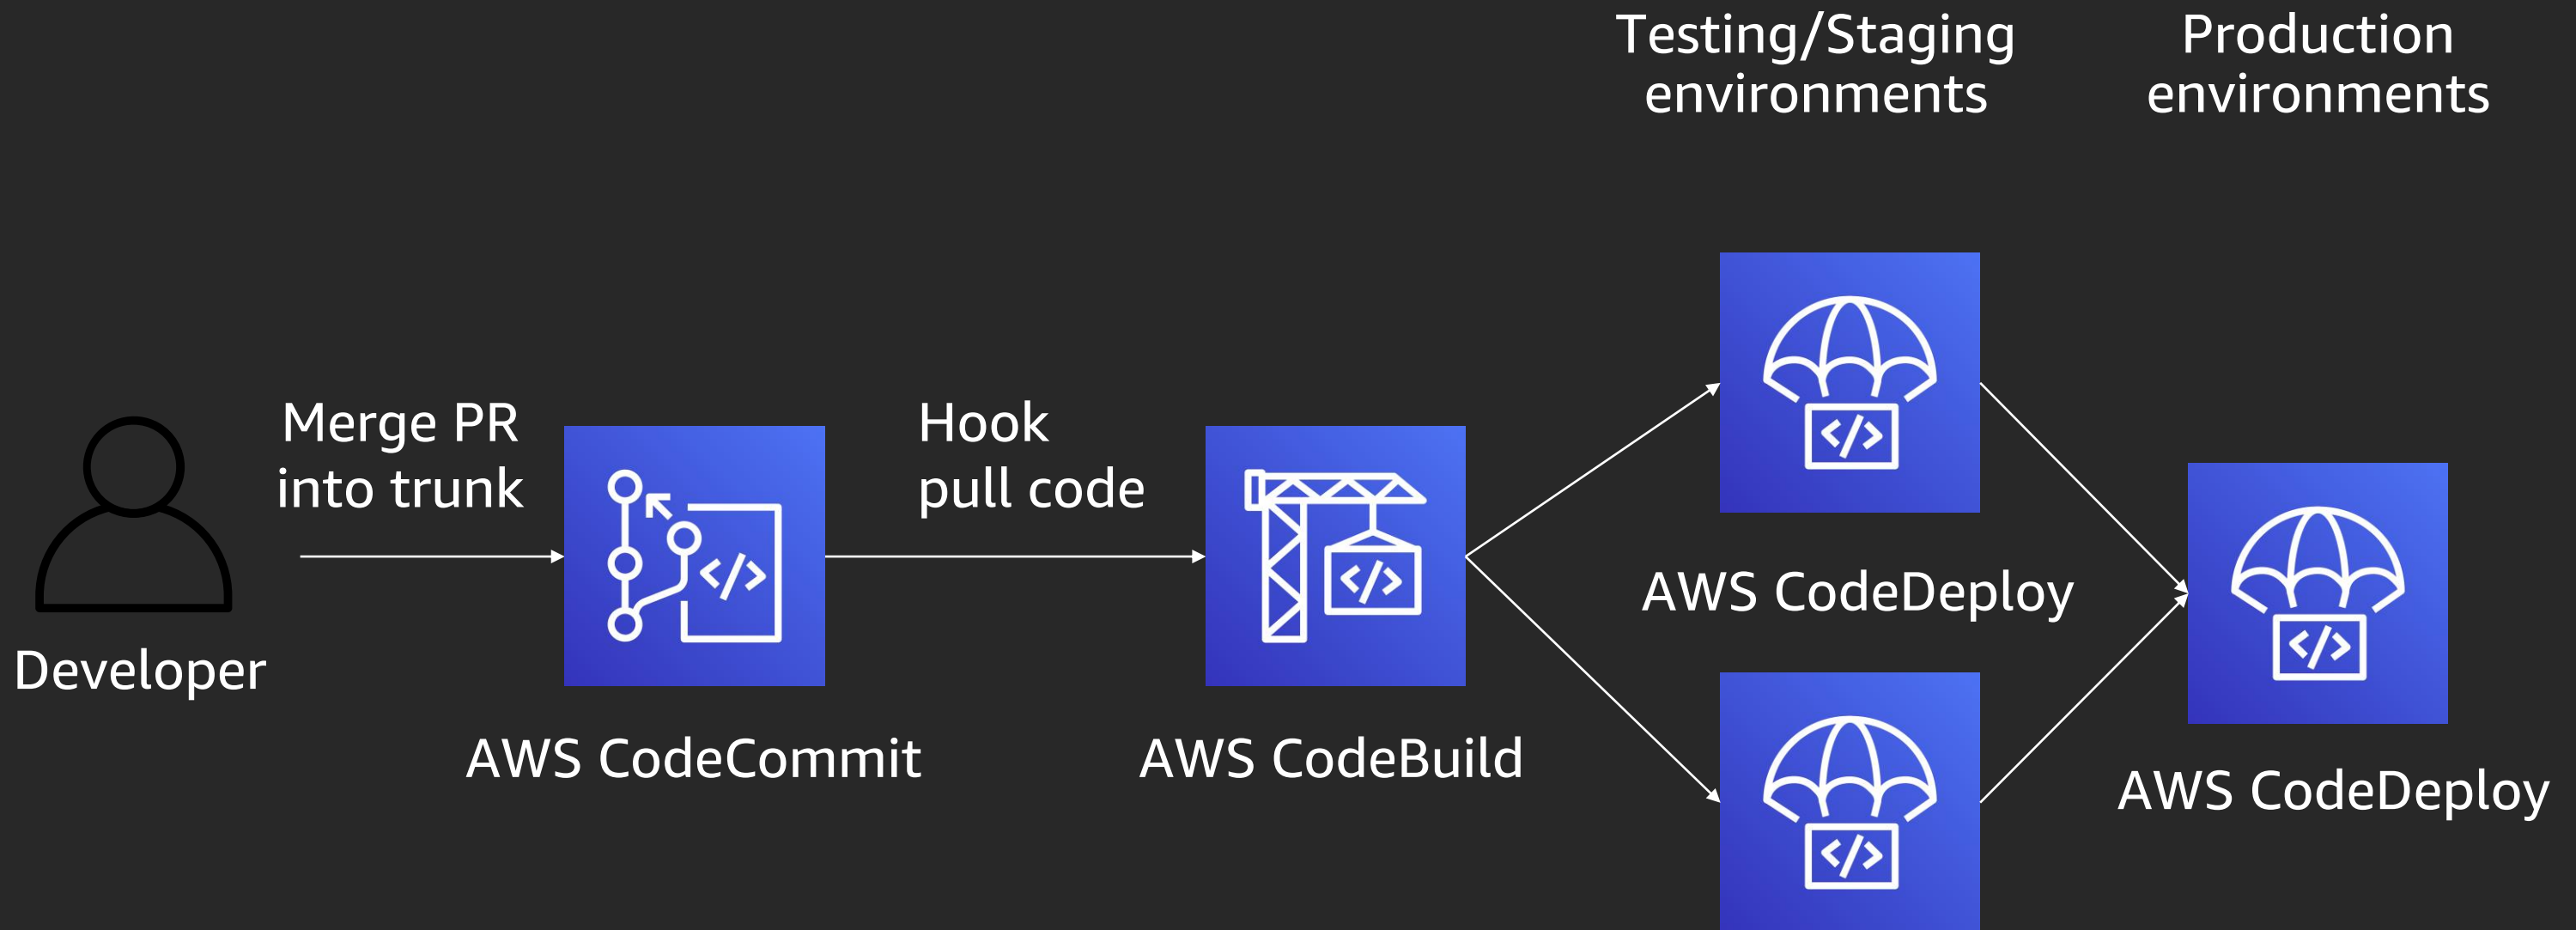 Testing/Staging
environments
Production
environments
Merge PR
into trunk
Hook
pull code
</>
</>
</>
</>
</>
Developer
AWS CodeCommit
AWS CodeBuild
AWS CodeDeploy
AWS CodeDeploy